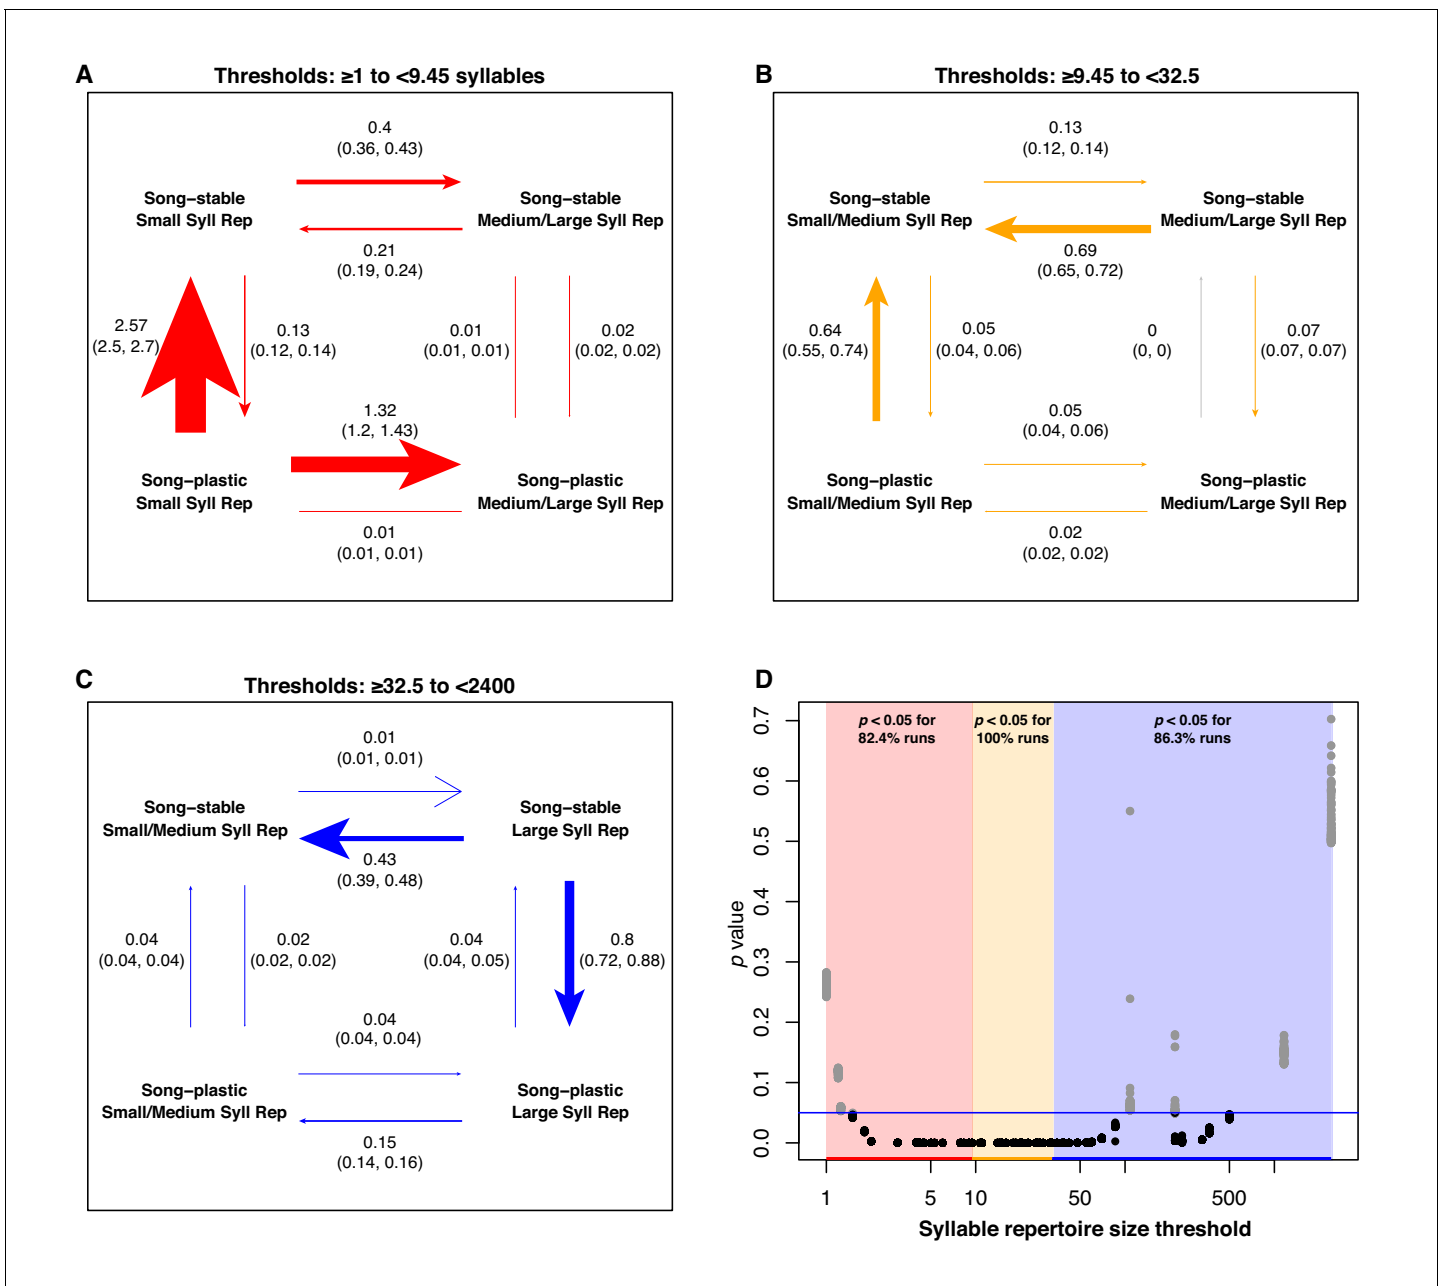 A
Thresholds: ≥1 to <9.45 syllables
0.4
(0.36, 0.43)
Song−stable
Small Syll Rep
Song−stable
Medium/Large Syll Rep
0.21
(0.19, 0.24)
2.57
(2.5, 2.7)
0.13
(0.12, 0.14)
0.01
(0.01, 0.01)
0.02
(0.02, 0.02)
1.32
(1.2, 1.43)
Song−plastic
Small Syll Rep
Song−plastic
Medium/Large Syll Rep
0.01
(0.01, 0.01)
B
Thresholds: ≥9.45 to <32.5
0.13
(0.12, 0.14)
Song−stable
Small/Medium Syll Rep
Song−stable
Medium/Large Syll Rep
0.69
(0.65, 0.72)
0.64
(0.55, 0.74)
0.05
(0.04, 0.06)
0
(0, 0)
0.07
(0.07, 0.07)
0.05
(0.04, 0.06)
Song−plastic
Small/Medium Syll Rep
Song−plastic
Medium/Large Syll Rep
0.02
(0.02, 0.02)
C
Thresholds: ≥32.5 to <2400
0.01
(0.01, 0.01)
Song−stable
Small/Medium Syll Rep
Song−stable
Large Syll Rep
0.43
(0.39, 0.48)
0.04
(0.04, 0.04)
0.02
(0.02, 0.02)
0.04
(0.04, 0.05)
0.8
(0.72, 0.88)
0.04
(0.04, 0.04)
Song−plastic
Small/Medium Syll Rep
Song−plastic
Large Syll Rep
0.15
(0.14, 0.16)
D
p < 0.05 for
82.4% runs
p < 0.05 for
100% runs
p < 0.05 for
86.3% runs
0.7
0.6
0.5
0.4
0.3
0.2
0.1
0.0
p value
1
5
10
50
500
Syllable repertoire size threshold